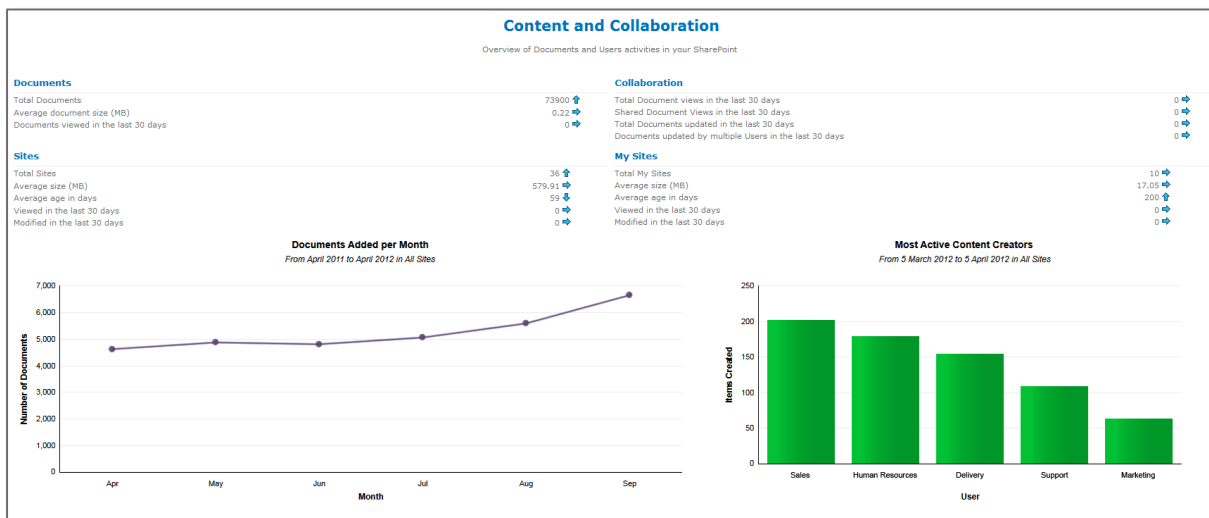 Content and Collaboration
Overview of Documents and Users activities in your SharePoint
Documents
Total Documents 73900
Average document size (MB) 0.22
Documents viewed in the last 30 days 0
Collaboration
Total Document views in the last 30 days 0
Shared Document Views in the last 30 days 0
Total Documents updated in the last 30 days 0
Documents updated by multiple Users in the last 30 days 0
Sites
Total Sites 36
Average size (MB) 579.91
Average age in days 59
Viewed in the last 30 days 0
Modified in the last 30 days 0
My Sites
Total My Sites 10
Average size (MB) 17.05
Average age in days 200
Viewed in the last 30 days 0
Modified in the last 30 days 0
Documents Added per Month
From April 2011 to April 2012 in All Sites
Number of Documents
7,000
6,000
5,000
4,000
3,000
2,000
1,000
0
Apr May Jun Jul Aug Sep
Month
Most Active Content Creators
From 5 March 2012 to 5 April 2012 in All Sites
Items Created
250
200
150
100
50
0
Sales Human Resources Delivery Support Marketing
User